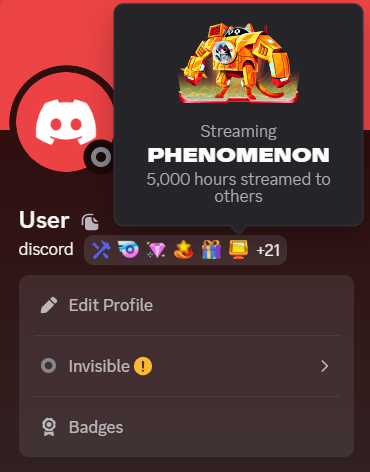 Streaming
PHENOMENON
5,000 hours streamed to
others
User
discord
+21
Edit Profile
Invisible
!
Badges